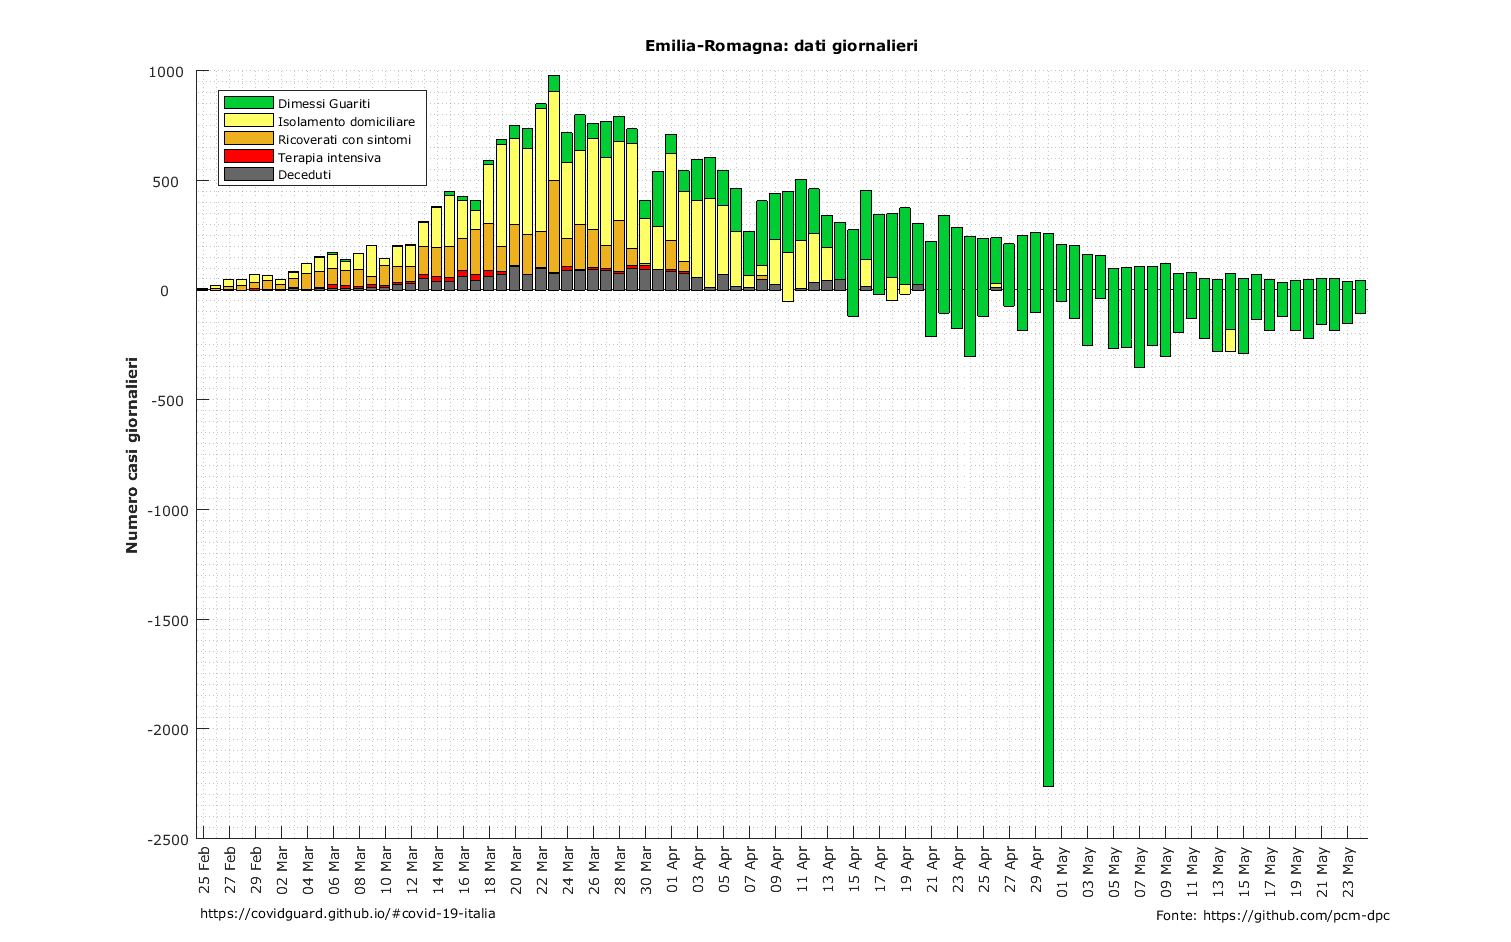 Emilia-Romagna: dati giornalieri
1000
500
0
-500
-1000
-1500
-2000
-2500
Numero casi giornalieri
Dimessi Guariti
Isolamento domiciliare
Ricoverati con sintomi
Terapia intensiva
Deceduti
25 Feb
27 Feb
29 Feb
02 Mar
04 Mar
06 Mar
08 Mar
10 Mar
12 Mar
14 Mar
16 Mar
18 Mar
20 Mar
22 Mar
24 Mar
26 Mar
28 Mar
30 Mar
01 Apr
03 Apr
05 Apr
07 Apr
09 Apr
11 Apr
13 Apr
15 Apr
17 Apr
19 Apr
21 Apr
23 Apr
25 Apr
27 Apr
29 Apr
01 May
03 May
05 May
07 May
09 May
11 May
13 May
15 May
17 May
19 May
21 May
23 May
https://covidguard.github.io/#covid-19-italia
Fonte: https://github.com/pcm-dpc